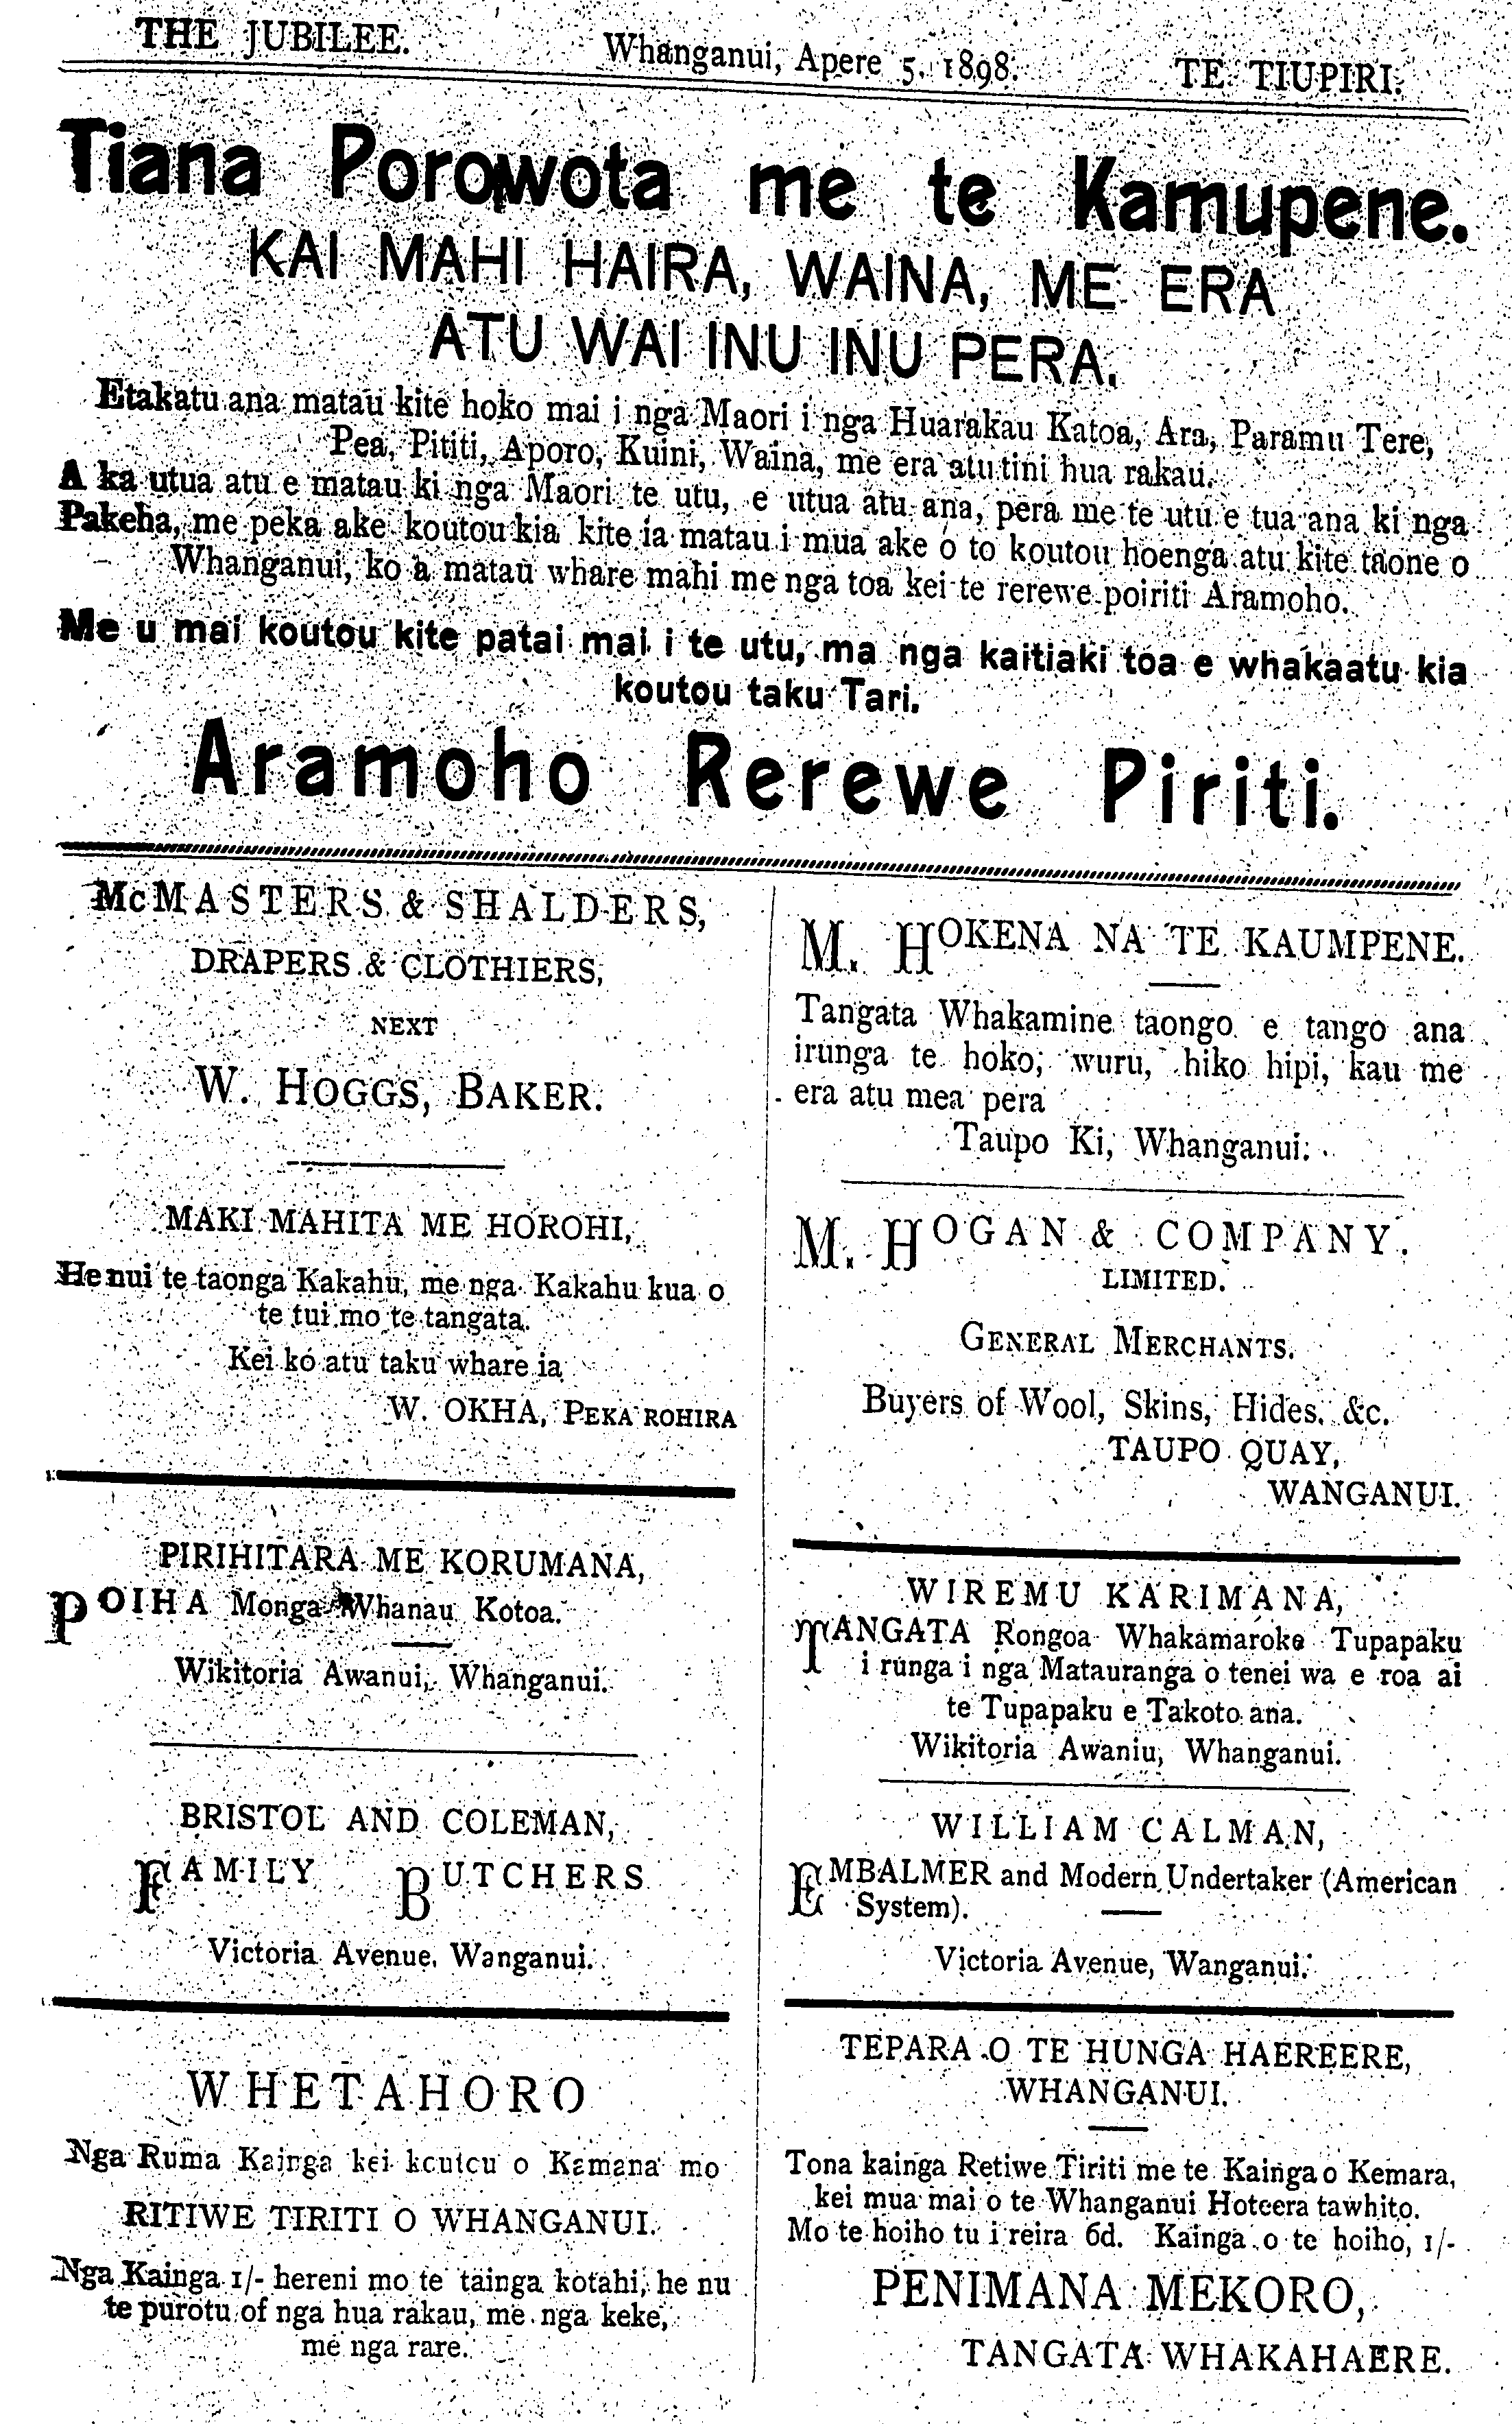 THE JUBILEE. Whanganui, Apere 5, 1898. TE TIUPIRI.
Tiana Porowota me te Kamupene.
KAI MAHI HAIRA, WAINA, ME ERA
ATU WAI INU INU PERA.
Etakatu ana matau kite hoko mai i nga Maori i nga Huarakau Katoa, Ara, Paramu Tere,
Pea, Pititi, Aporo, Kuini, Waina, me era atu tini hua rakau.
A ka utua atu e matau ki nga Maori te utu, e utua atu ana, pera me te utu e tua ana ki nga
Pakeha, me peka ake koutou kia kite ia matau i mua ake o to koutou hoenga atu kite taone o
Whanganui, ko a matau whare mahi me nga toa kei te rerewe poiriti Aramoho.
Me u mai koutou kite patai mai i te utu, ma nga kaitiaki toa e whakaatu kia
koutou taku Tari.
Aramoho Rerewe Piriti.
McMASTERS & SHALDERS,
DRAPERS & CLOTHIERS,
NEXT
W. HOGGS, BAKER.
MAKI MAHITA ME HOROHI,
He nui te taonga Kakahu, me nga Kakahu kua o
te tui mo te tangata.
Kei ko atu taku whare ia
W. OKHA, PEKA ROHIRA
PIRIHITARA ME KORUMANA,
POIHA Monga Whanau Kotoa.
Wikitoria Awanui, Whanganui.
BRISTOL AND COLEMAN,
FAMILY BUTCHERS
Victoria Avenue, Wanganui.
WHETAHORO
Nga Ruma Kainga kei koutou o Kamana mo
RITIWE TIRITI O WHANGANUI.
Nga Kainga 1/- hereni mo te tainga kotahi, he nu
te purotu of nga hua rakau, me nga keke,
me nga rare.
M. HOKENA NA TE KAUMPENE.
Tangata Whakamine taongo e tango ana
irunga te hoko, wuru, hiko hipi, kau me
era atu mea pera
Taupo Ki, Whanganui.
M. HOGAN & COMPANY.
LIMITED.
GENERAL MERCHANTS.
Buyers of Wool, Skins, Hides, &c.
TAUPO QUAY,
WANGANUI.
WIREMU KARIMANA,
TANGATA Rongoa Whakamaroke Tupapaku
i runga i nga Matauranga o tenei wa e roa ai
te Tupapaku e Takoto ana.
Wikitoria Awaniu, Whanganui.
WILLIAM CALMAN,
EMBALMER and Modern Undertaker (American
System).
Victoria Avenue, Wanganui.
TEPARA O TE HUNGA HAEREERE,
WHANGANUI.
Tona kainga Retiwe Tiriti me te Kainga o Kemara,
kei mua mai o te Whanganui Hoteera tawhito.
Mo te hoiho tu i reira 6d. Kainga o te hoiho, 1/-
PENIMANA MEKORO,
TANGATA WHAKAHAERE.